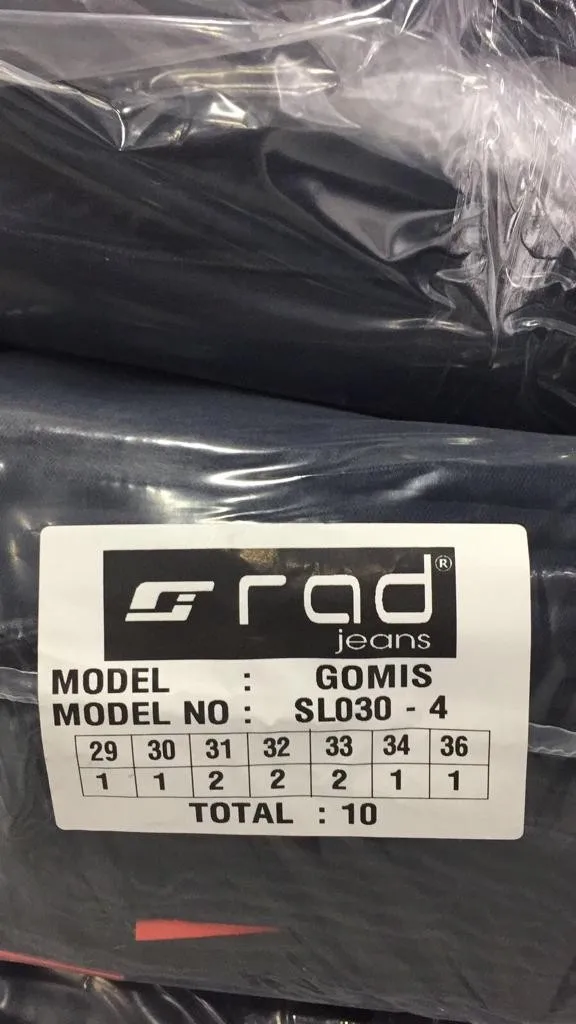 rad®
jeans
MODEL : GOMIS
MODEL NO : SL030 - 4
29 30 31 32 33 34 36
1 1 2 2 2 1 1
TOTAL : 10